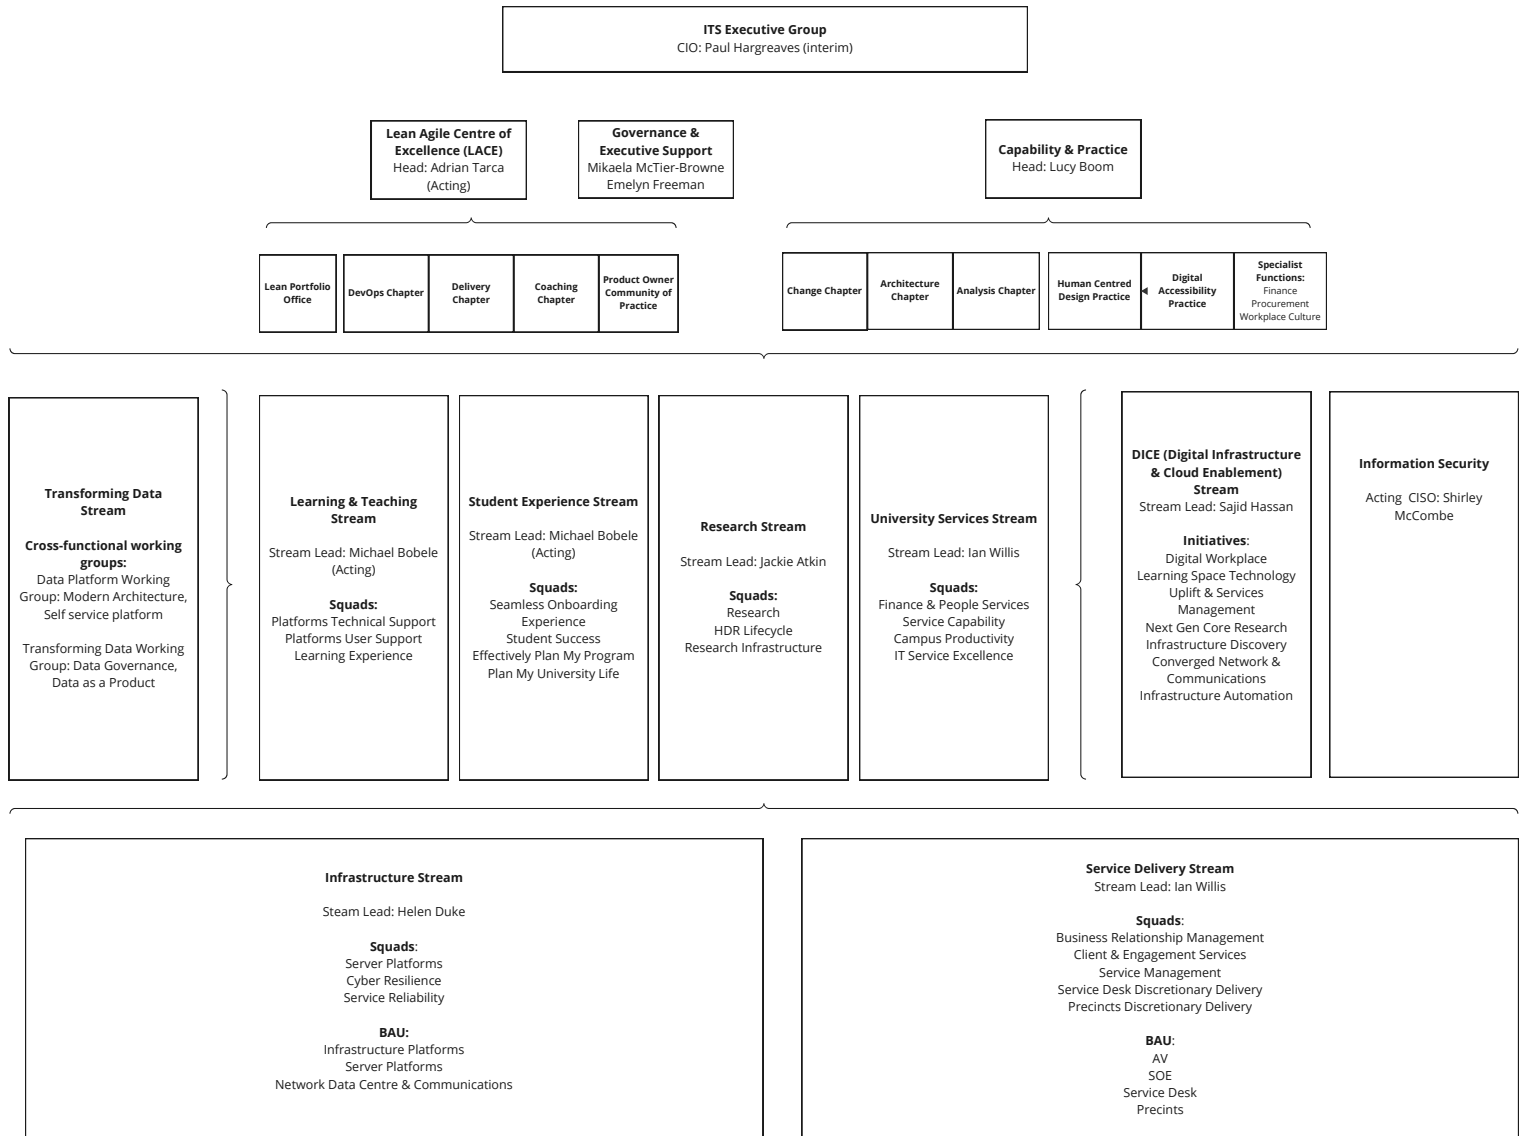 ITS Executive Group
CIO: Paul Hargreaves (interim)
Lean Agile Centre of
Excellence (LACE)
Head: Adrian Tarca
(Acting)
Governance &
Executive Support
Mikaela McTier-Browne
Emelyn Freeman
Capability & Practice
Head: Lucy Boom
Lean Portfolio
Office
DevOps Chapter
Delivery
Chapter
Coaching
Chapter
Product Owner
Community of
Practice
Change Chapter
Architecture
Chapter
Analysis Chapter
Human Centred
Design Practice
Digital
Accessibility
Practice
Specialist
Functions:
Finance
Procurement
Workplace Culture
Transforming Data
Stream
Cross-functional working
groups:
Data Platform Working
Group: Modern Architecture,
Self service platform
Transforming Data Working
Group: Data Governance,
Data as a Product
Learning & Teaching
Stream
Stream Lead: Michael Bobele
(Acting)
Squads:
Platforms Technical Support
Platforms User Support
Learning Experience
Student Experience Stream
Stream Lead: Michael Bobele
(Acting)
Squads:
Seamless Onboarding
Experience
Student Success
Effectively Plan My Program
Plan My University Life
Research Stream
Stream Lead: Jackie Atkin
Squads:
Research
HDR Lifecycle
Research Infrastructure
University Services Stream
Stream Lead: Ian Willis
Squads:
Finance & People Services
Service Capability
Campus Productivity
IT Service Excellence
DICE (Digital Infrastructure
& Cloud Enablement)
Stream
Stream Lead: Sajid Hassan
Initiatives:
Digital Workplace
Learning Space Technology
Uplift & Services
Management
Next Gen Core Research
Infrastructure Discovery
Converged Network &
Communications
Infrastructure Automation
Information Security
Acting CISO: Shirley
McCombe
Infrastructure Stream
Steam Lead: Helen Duke
Squads:
Server Platforms
Cyber Resilience
Service Reliability
BAU:
Infrastructure Platforms
Server Platforms
Network Data Centre & Communications
Service Delivery Stream
Stream Lead: Ian Willis
Squads:
Business Relationship Management
Client & Engagement Services
Service Management
Service Desk Discretionary Delivery
Precincts Discretionary Delivery
BAU:
AV
SOE
Service Desk
Precints